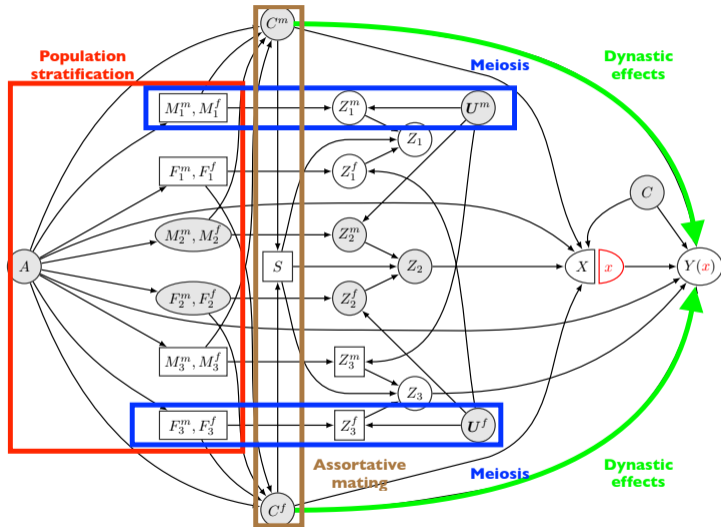 C^m
Population
stratification
Dynastic
effects
Meiosis
M_1^m, M_1^f
Z_1^m
U^m
Z_1
F_1^m, F_1^f
Z_1^f
C
M_2^m, M_2^f
Z_2^m
A
S
Z_2
X
x
Y(x)
F_2^m, F_2^f
Z_2^f
M_3^m, M_3^f
Z_3^m
Z_3
F_3^m, F_3^f
Z_3^f
U^f
Assortative
mating
Meiosis
Dynastic
effects
C^f